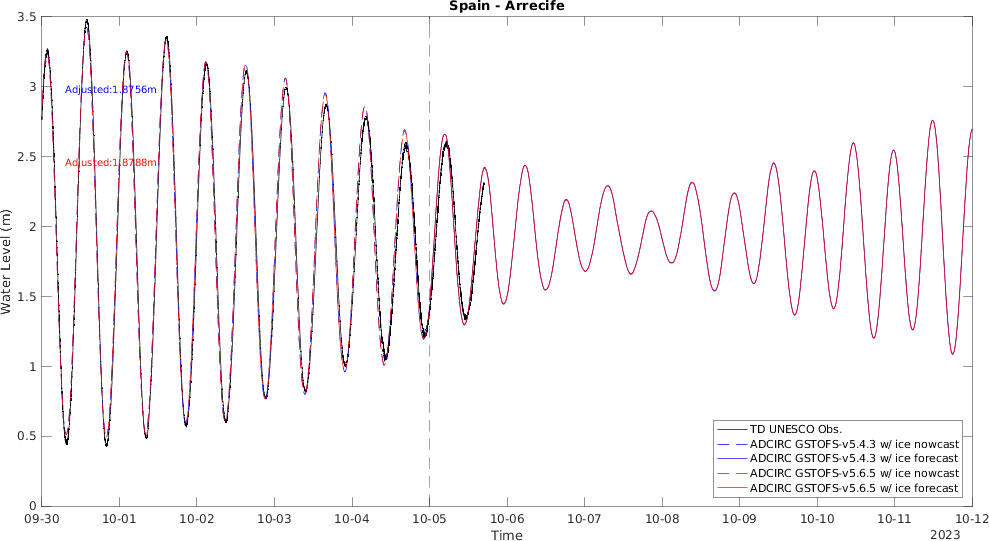 Spain - Arrecife
3.5
3
2.5
2
1.5
1
0.5
0
Water Level (m)
Adjusted:1.8756m
Adjusted:1.8788m
TD UNESCO Obs.
ADCIRC GSTOFS-v5.4.3 w/ ice nowcast
ADCIRC GSTOFS-v5.4.3 w/ ice forecast
ADCIRC GSTOFS-v5.6.5 w/ ice nowcast
ADCIRC GSTOFS-v5.6.5 w/ ice forecast
09-30 10-01 10-02 10-03 10-04 10-05 10-06 10-07 10-08 10-09 10-10 10-11 10-12
Time
2023